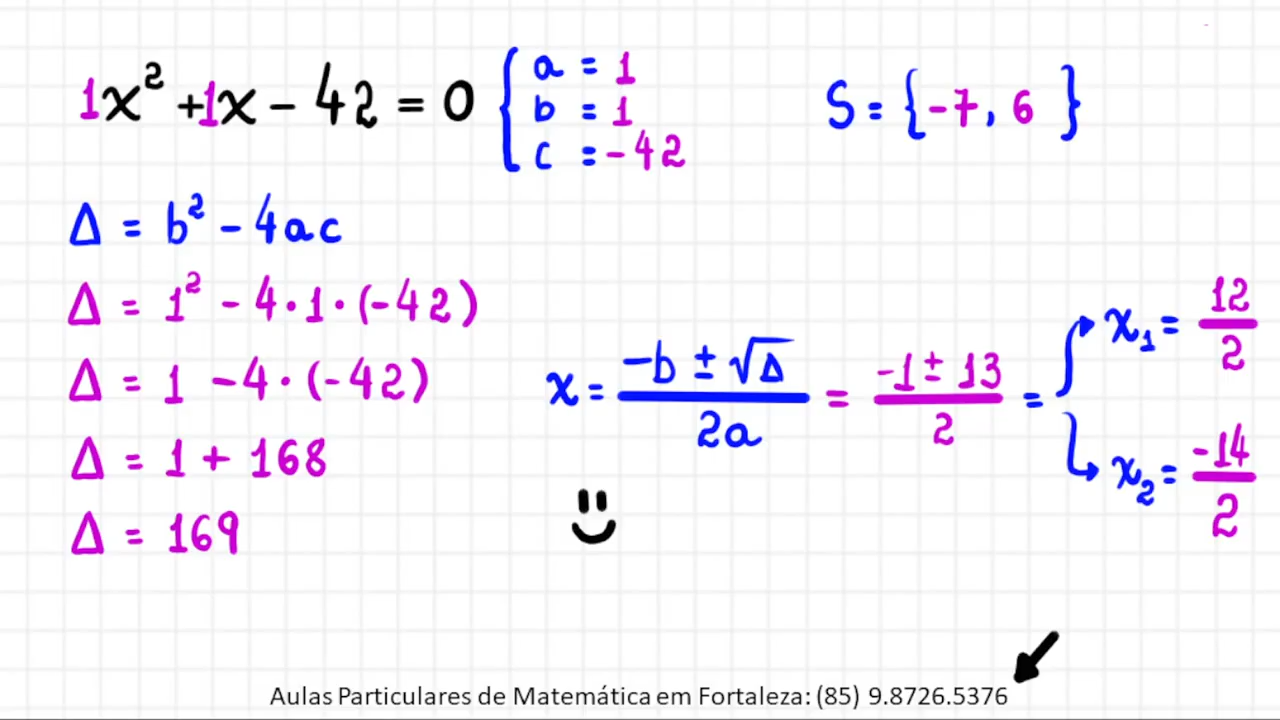 1x² +1x − 42 = 0 { a = 1
b = 1
c = -42
S = { -7, 6 }
Δ = b² - 4ac
Δ = 1² - 4 · 1 · (-42)
Δ = 1 - 4 · (-42)
Δ = 1 + 168
Δ = 169
x = (-b ± √Δ)/2a = (-1 ± 13)/2 =
x₁ = 12/2
x₂ = -14/2
Aulas Particulares de Matemática em Fortaleza: (85) 9.8726.5376